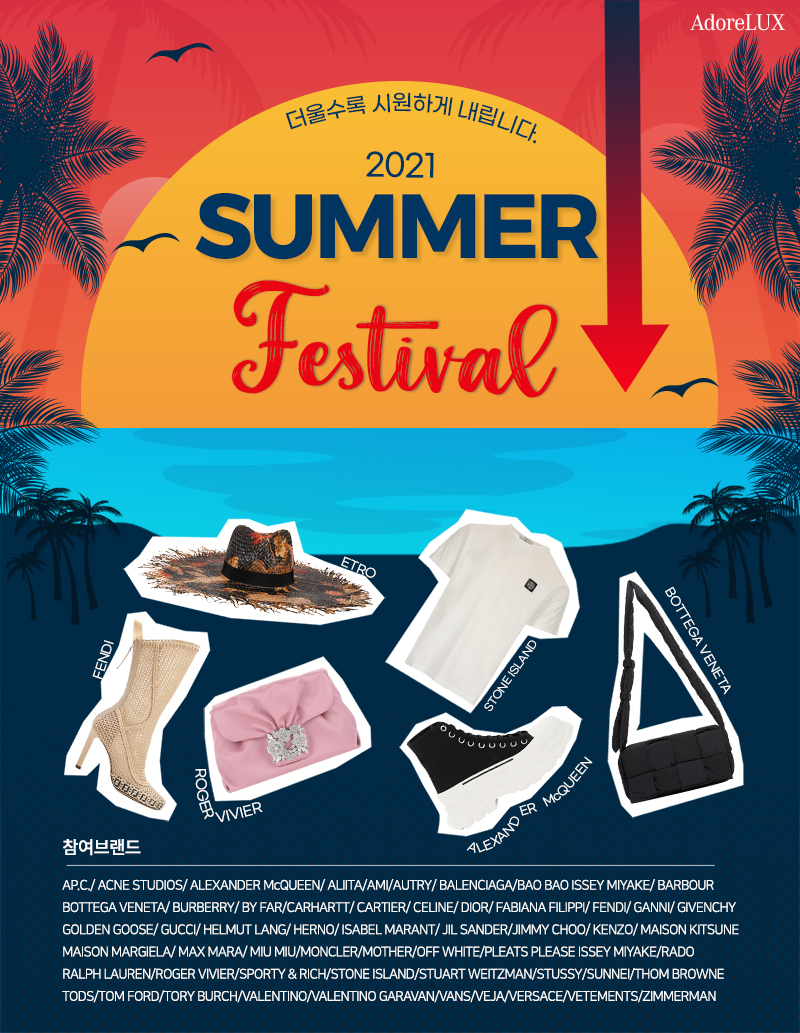 AdoreLUX
더울수록 시원하게 내립니다.
2021
SUMMER
Festival
ETRO
STONE ISLAND
BOTTEGA VENETA
FENDI
ROGER VIVIER
ALEXANDER McQUEEN
참여브랜드
AP.C./ ACNE STUDIOS/ ALEXANDER McQUEEN/ ALIITA/AMI/AUTRY/ BALENCIAGA/BAO BAO ISSEY MIYAKE/ BARBOUR
BOTTEGA VENETA/ BURBERRY/ BY FAR/CARHARTT/ CARTIER/ CELINE/ DIOR/ FABIANA FILIPPI/ FENDI/ GANNI/ GIVENCHY
GOLDEN GOOSE/ GUCCI/ HELMUT LANG/ HERNO/ ISABEL MARANT/ JIL SANDER/JIMMY CHOO/ KENZO/ MAISON KITSUNE
MAISON MARGIELA/ MAX MARA/ MIU MIU/MONCLER/MOTHER/OFF WHITE/PLEATS PLEASE ISSEY MIYAKE/RADO
RALPH LAUREN/ROGER VIVIER/SPORTY & RICH/STONE ISLAND/STUART WEITZMAN/STUSSY/SUNNEI/THOM BROWNE
TODS/TOM FORD/TORY BURCH/VALENTINO/VALENTINO GARAVAN/VANS/VEJA/VERSACE/VETEMENTS/ZIMMERMAN